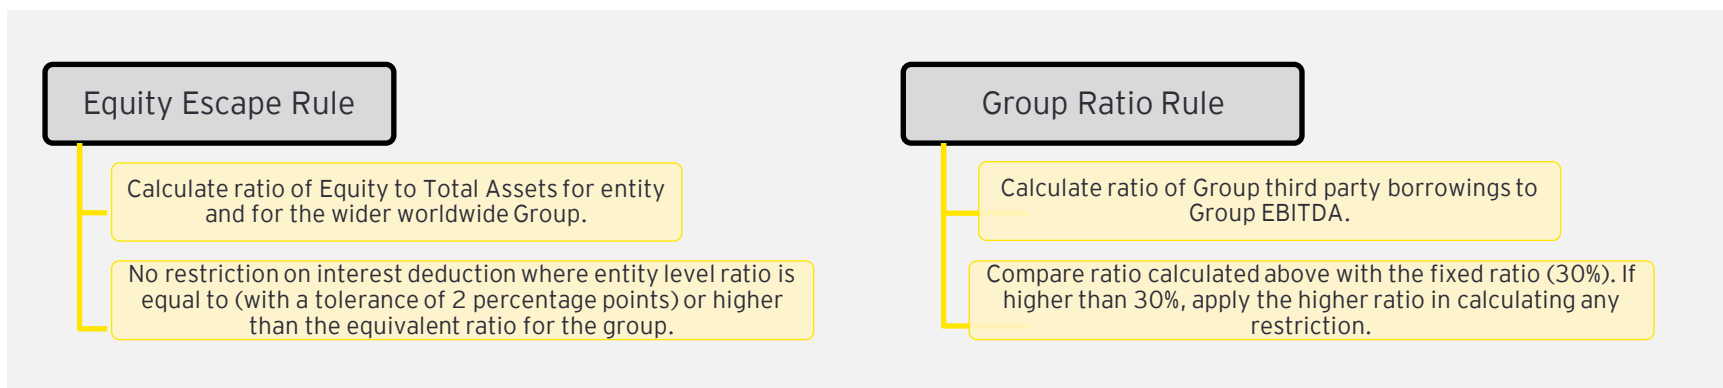 Equity Escape Rule
Calculate ratio of Equity to Total Assets for entity
and for the wider worldwide Group.
No restriction on interest deduction where entity level ratio is
equal to (with a tolerance of 2 percentage points) or higher
than the equivalent ratio for the group.
Group Ratio Rule
Calculate ratio of Group third party borrowings to
Group EBITDA.
Compare ratio calculated above with the fixed ratio (30%). If
higher than 30%, apply the higher ratio in calculating any
restriction.